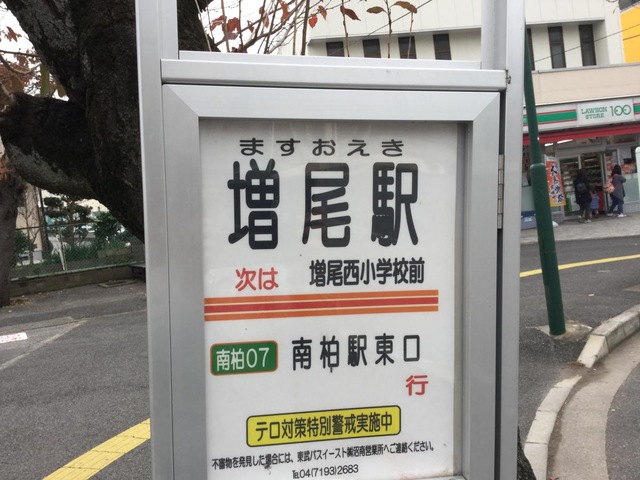 ますおえき
増尾駅
次は 増尾西小学校前
南柏07 南柏駅東口
行
テロ対策特別警戒実施中
不審物を発見した場合には、東武バスイースト㈱沼南営業所へご連絡ください。
℡04(7193)2683
LAWSON
STORE 100